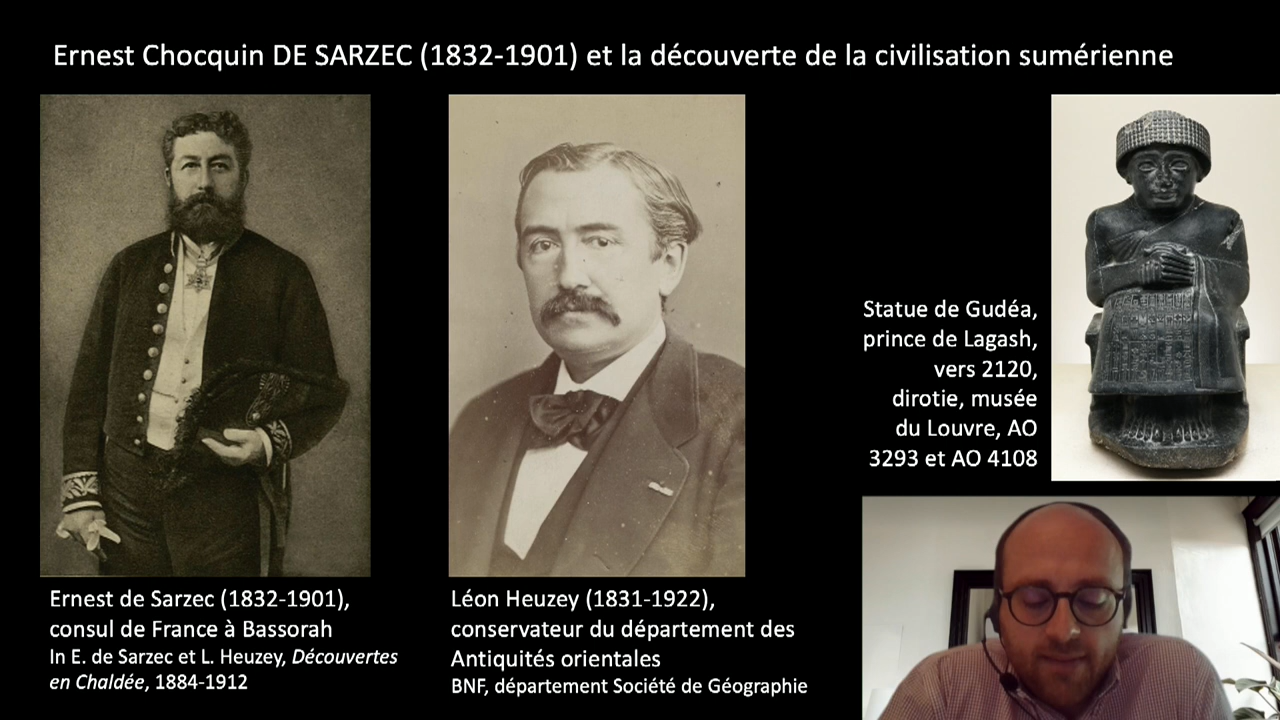 Ernest Chocquin DE SARZEC (1832-1901) et la découverte de la civilisation sumérienne
Statue de Gudéa,
prince de Lagash,
vers 2120,
dirotie, musée
du Louvre, AO
3293 et AO 4108
Ernest de Sarzec (1832-1901),
consul de France à Bassorah
In E. de Sarzec et L. Heuzey, Découvertes
en Chaldée, 1884-1912
Léon Heuzey (1831-1922),
conservateur du département des
Antiquités orientales
BNF, département Société de Géographie